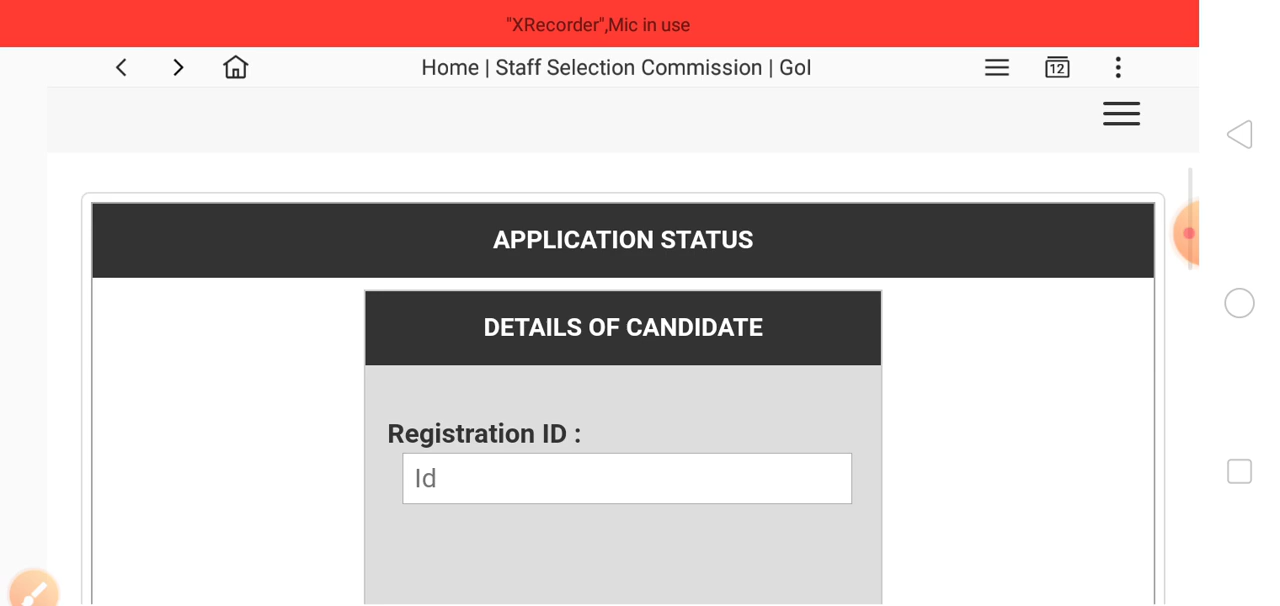 "XRecorder",Mic in use
Home | Staff Selection Commission | GoI
12
APPLICATION STATUS
DETAILS OF CANDIDATE
Registration ID :
Id